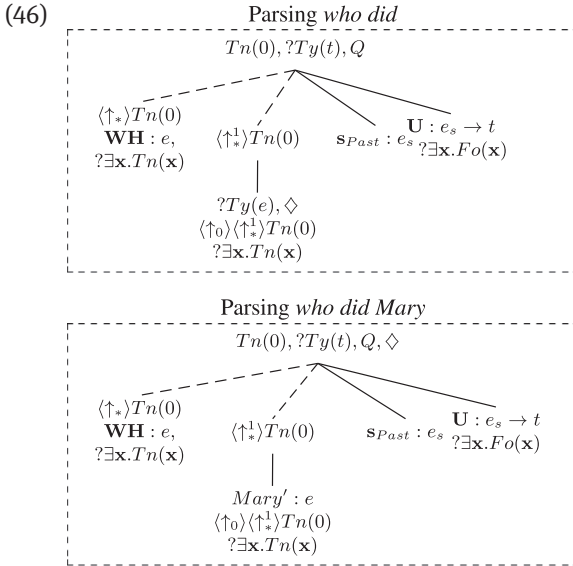 (46)
Parsing who did
Tn(0), ?Ty(t), Q
⟨↑∗⟩Tn(0)
WH : e,
?∃x.Tn(x)
⟨↑¹∗⟩Tn(0)
s_Past : e_s
U : e_s → t
?∃x.Fo(x)
?Ty(e), ◇
⟨↑₀⟩⟨↑¹∗⟩Tn(0)
?∃x.Tn(x)
Parsing who did Mary
Tn(0), ?Ty(t), Q, ◇
⟨↑∗⟩Tn(0)
WH : e,
?∃x.Tn(x)
⟨↑¹∗⟩Tn(0)
s_Past : e_s
U : e_s → t
?∃x.Fo(x)
Mary′ : e
⟨↑₀⟩⟨↑¹∗⟩Tn(0)
?∃x.Tn(x)